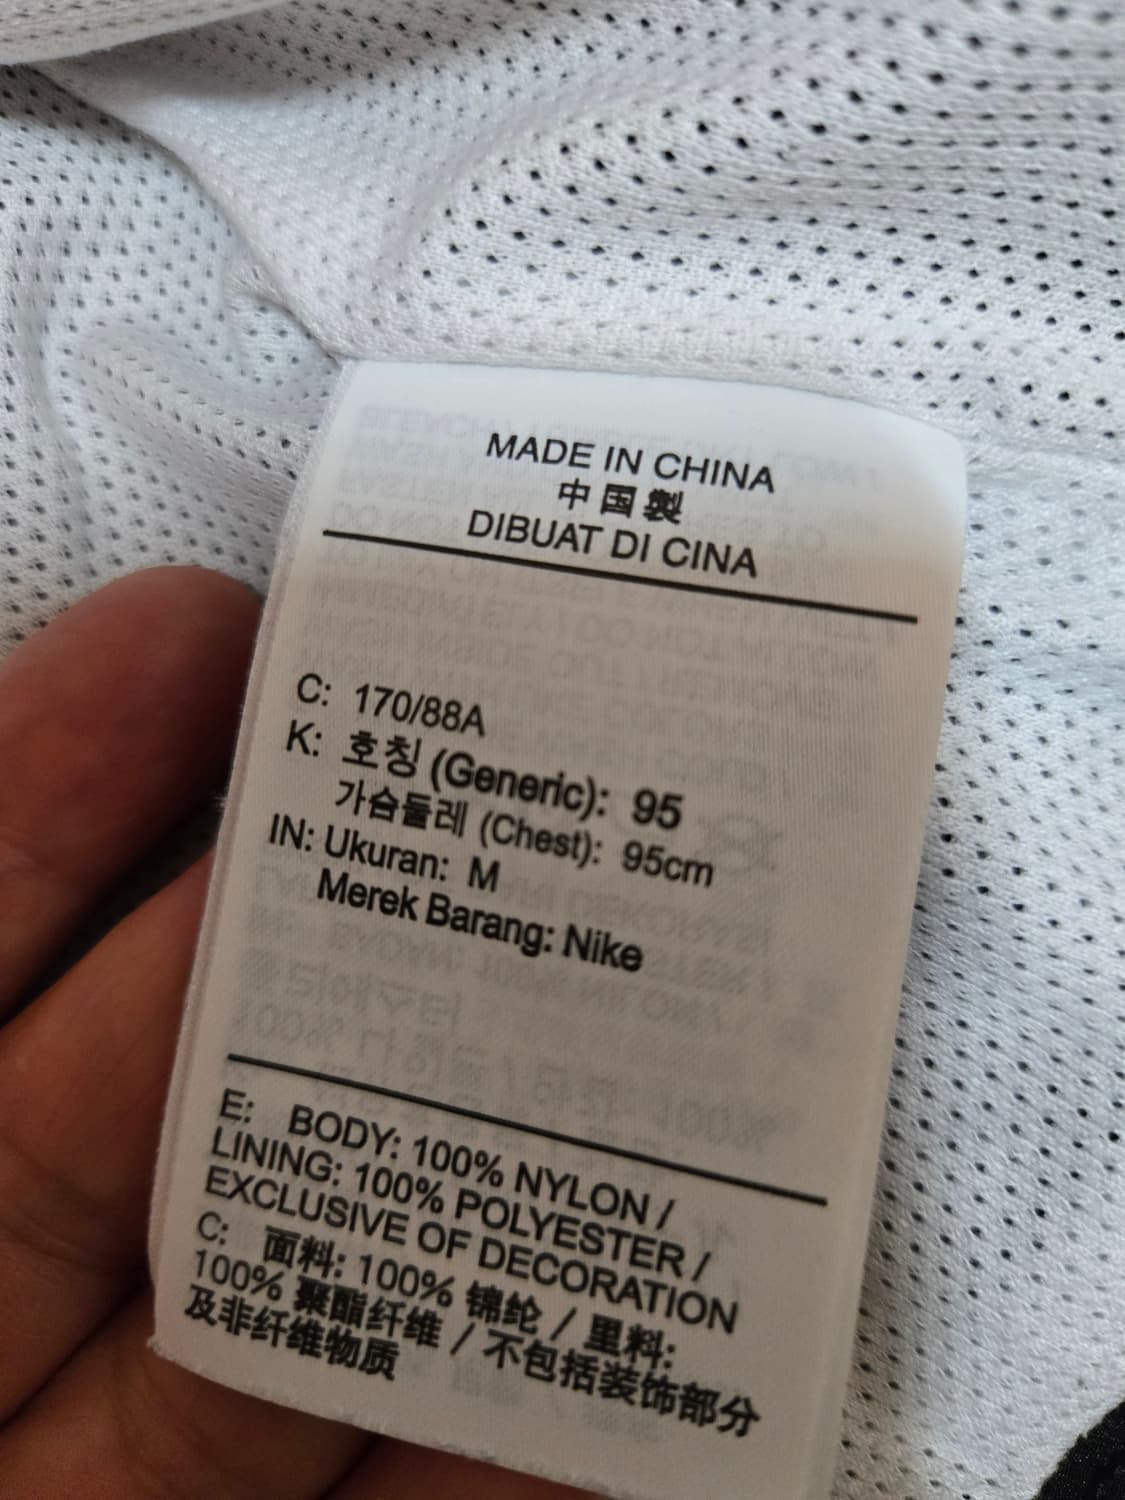 MADE IN CHINA
中国製
DIBUAT DI CINA
C: 170/88A
K: 호칭 (Generic): 95
가슴둘레 (Chest): 95cm
IN: Ukuran: M
Merek Barang: Nike
E: BODY: 100% NYLON /
LINING: 100% POLYESTER /
EXCLUSIVE OF DECORATION
C: 面料: 100% 锦纶 / 里料:
100% 聚酯纤维 / 不包括装饰部分
及非纤维物质